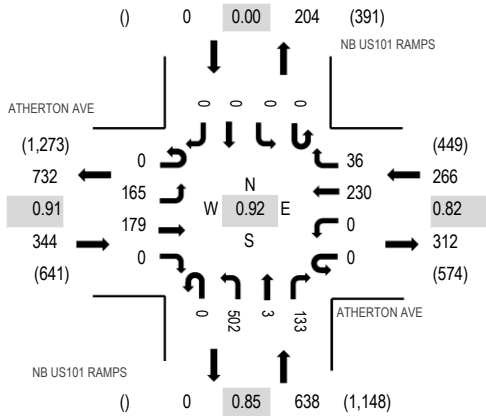 () 0 0.00 204 (391)
NB US101 RAMPS
ATHERTON AVE
0 0 0 0
(1,273) (449)
732 0 36 266
0.91 165 230 0.82
N
W 0.92 E
S
344 179 0 312
(641) 0 0 (574)
0 502 3 133
ATHERTON AVE
NB US101 RAMPS
() 0 0.85 638 (1,148)